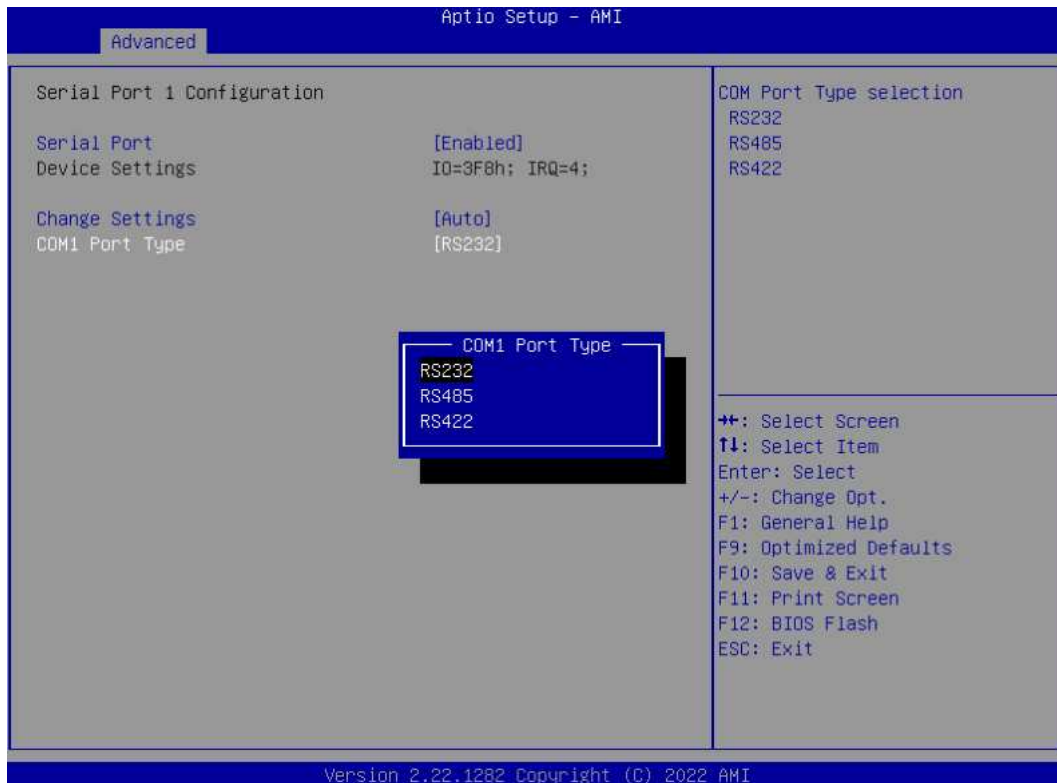 Aptio Setup – AMI
Advanced
Serial Port 1 Configuration
Serial Port [Enabled]
Device Settings IO=3F8h; IRQ=4;
Change Settings [Auto]
COM1 Port Type [RS232]
COM1 Port Type
RS232
RS485
RS422
COM Port Type selection
RS232
RS485
RS422
→←: Select Screen
↑↓: Select Item
Enter: Select
+/-: Change Opt.
F1: General Help
F9: Optimized Defaults
F10: Save & Exit
F11: Print Screen
F12: BIOS Flash
ESC: Exit
Version 2.22.1282 Copyright (C) 2022 AMI